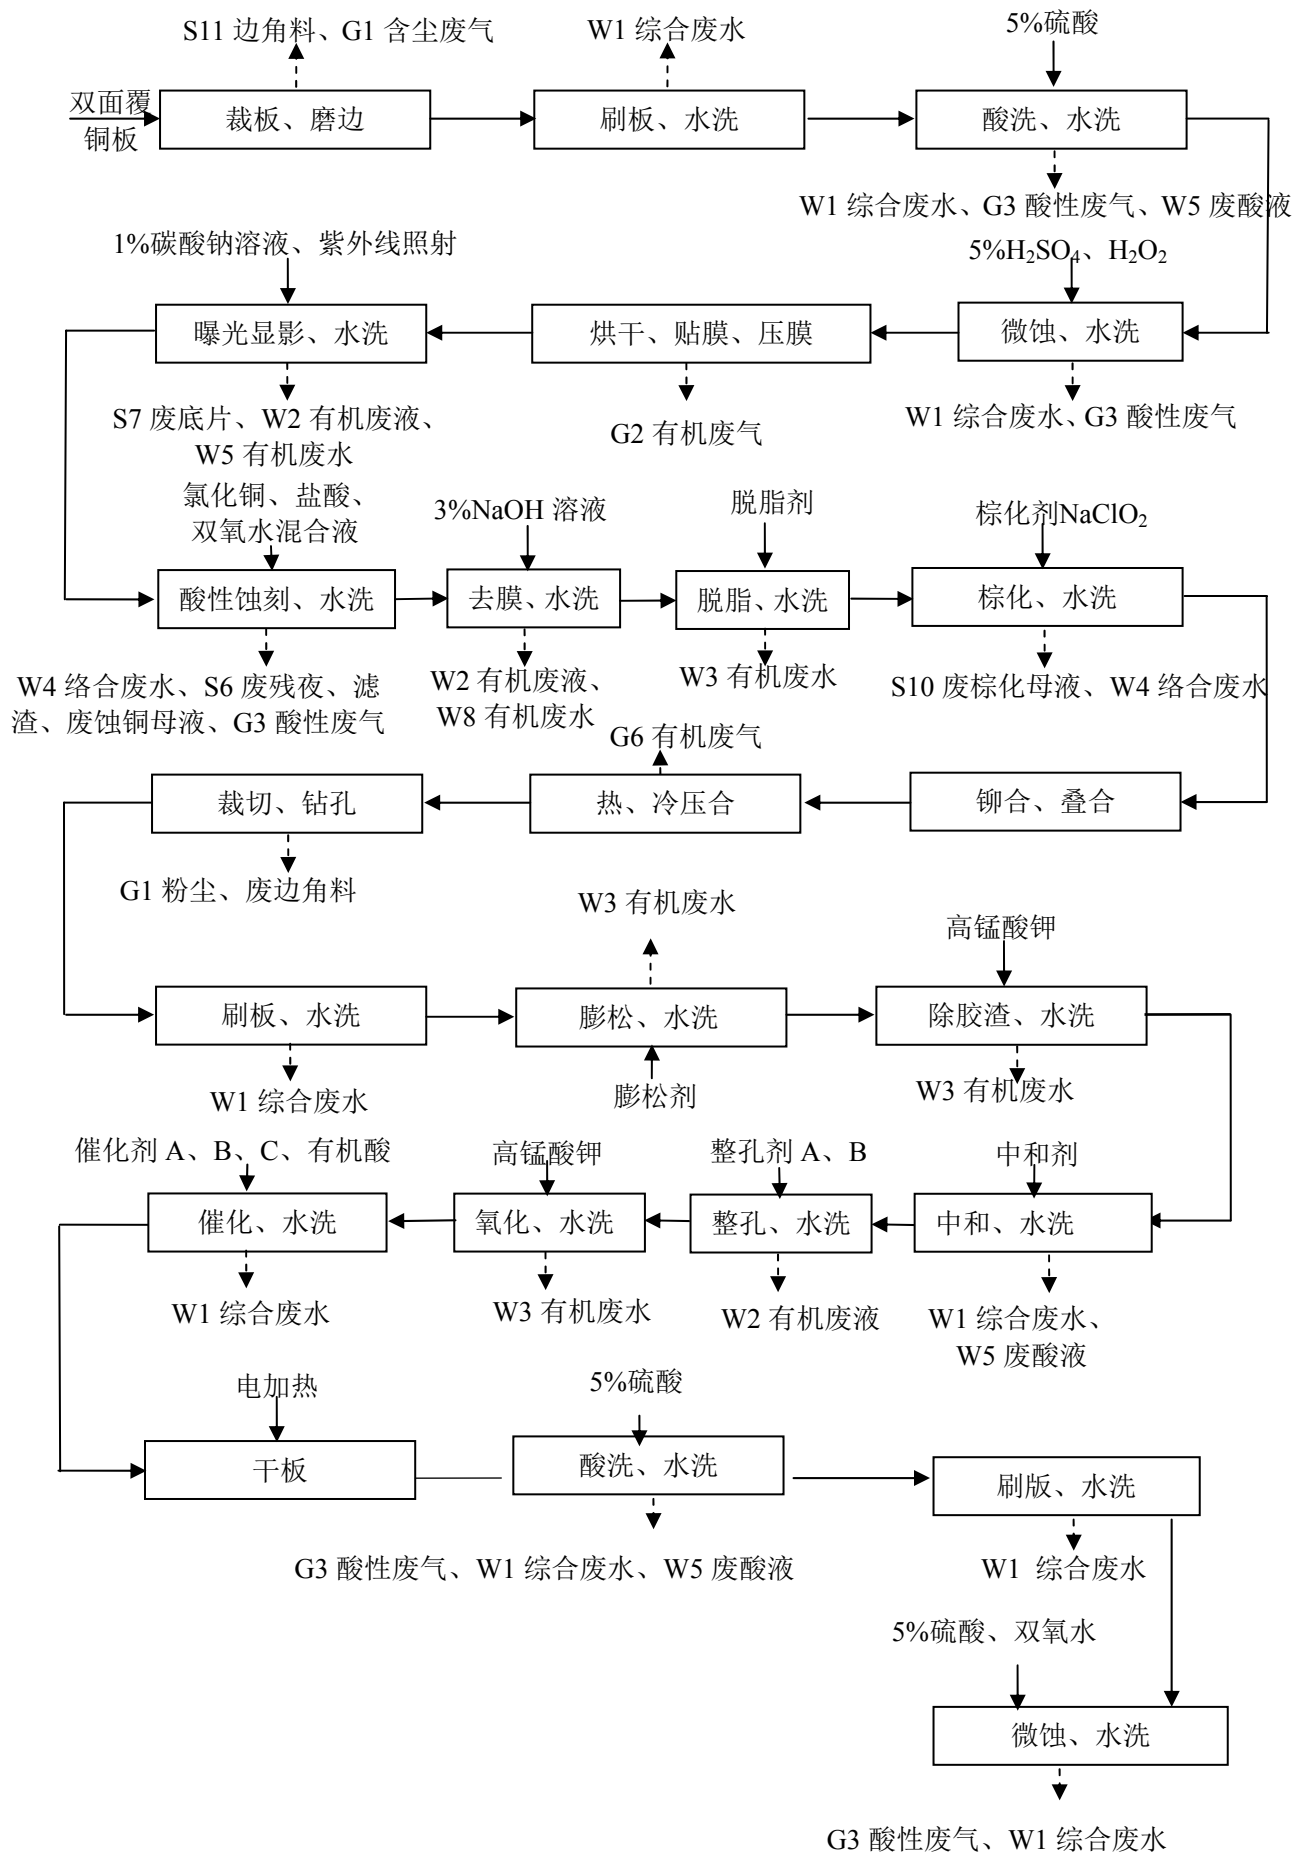 S11 边角料、G1 含尘废气
W1 综合废水
5%硫酸
双面覆
铜板
裁板、磨边
刷板、水洗
酸洗、水洗
W1 综合废水、G3 酸性废气、W5 废酸液
1%碳酸钠溶液、紫外线照射
5%H₂SO₄、H₂O₂
曝光显影、水洗
烘干、贴膜、压膜
微蚀、水洗
S7 废底片、W2 有机废液、
W5 有机废水
G2 有机废气
W1 综合废水、G3 酸性废气
氯化铜、盐酸、
双氧水混合液
3%NaOH 溶液
脱脂剂
棕化剂NaClO₂
酸性蚀刻、水洗
去膜、水洗
脱脂、水洗
棕化、水洗
W4 络合废水、S6 废残夜、滤
渣、废蚀铜母液、G3 酸性废气
W2 有机废液、
W8 有机废水
W3 有机废水
S10 废棕化母液、W4 络合废水
G6 有机废气
裁切、钻孔
热、冷压合
铆合、叠合
G1 粉尘、废边角料
W3 有机废水
高锰酸钾
刷板、水洗
膨松、水洗
除胶渣、水洗
W1 综合废水
膨松剂
W3 有机废水
催化剂 A、B、C、有机酸
高锰酸钾
整孔剂 A、B
中和剂
催化、水洗
氧化、水洗
整孔、水洗
中和、水洗
W1 综合废水
W3 有机废水
W2 有机废液
W1 综合废水、
W5 废酸液
电加热
5%硫酸
干板
酸洗、水洗
刷版、水洗
G3 酸性废气、W1 综合废水、W5 废酸液
W1 综合废水
5%硫酸、双氧水
微蚀、水洗
G3 酸性废气、W1 综合废水